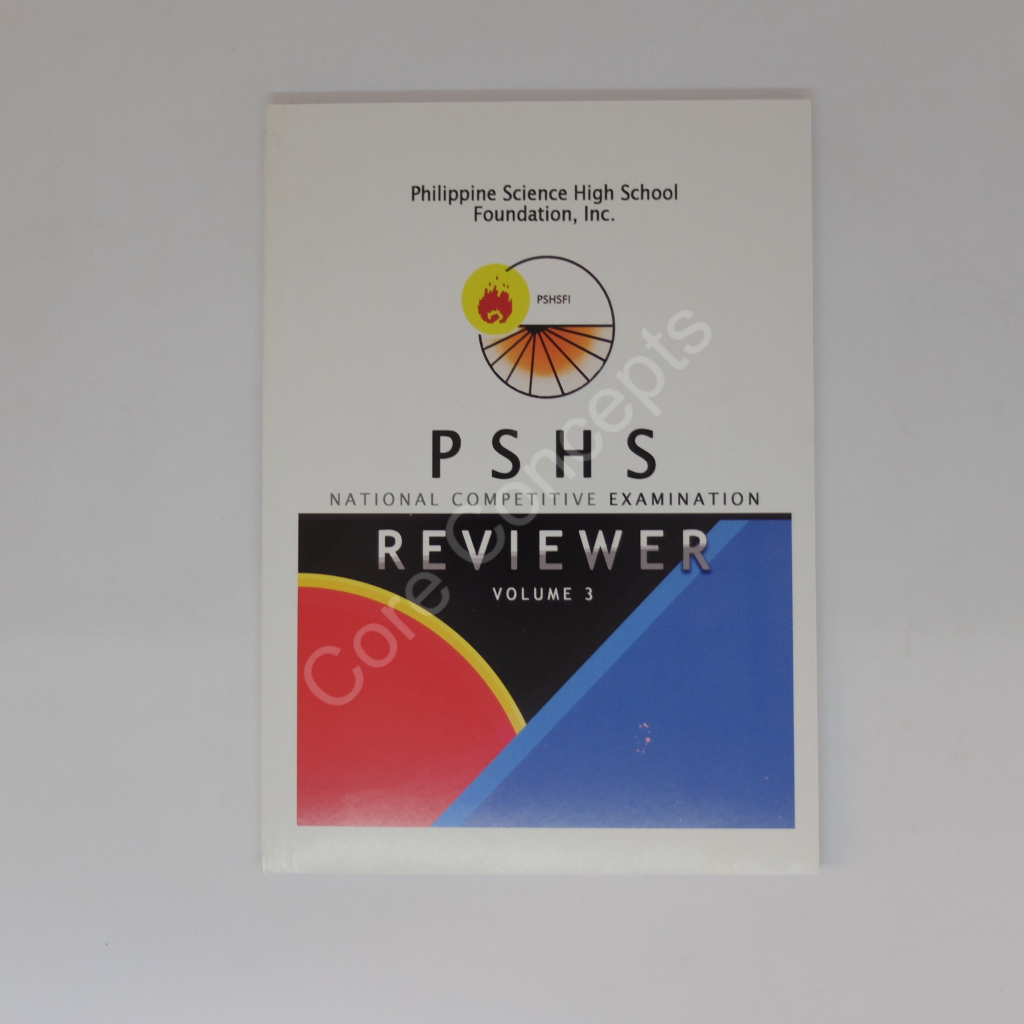 Philippine Science High School
Foundation, Inc.
PSHSFI
PSHS
NATIONAL COMPETITIVE EXAMINATION
REVIEWER
VOLUME 3
Core Concepts